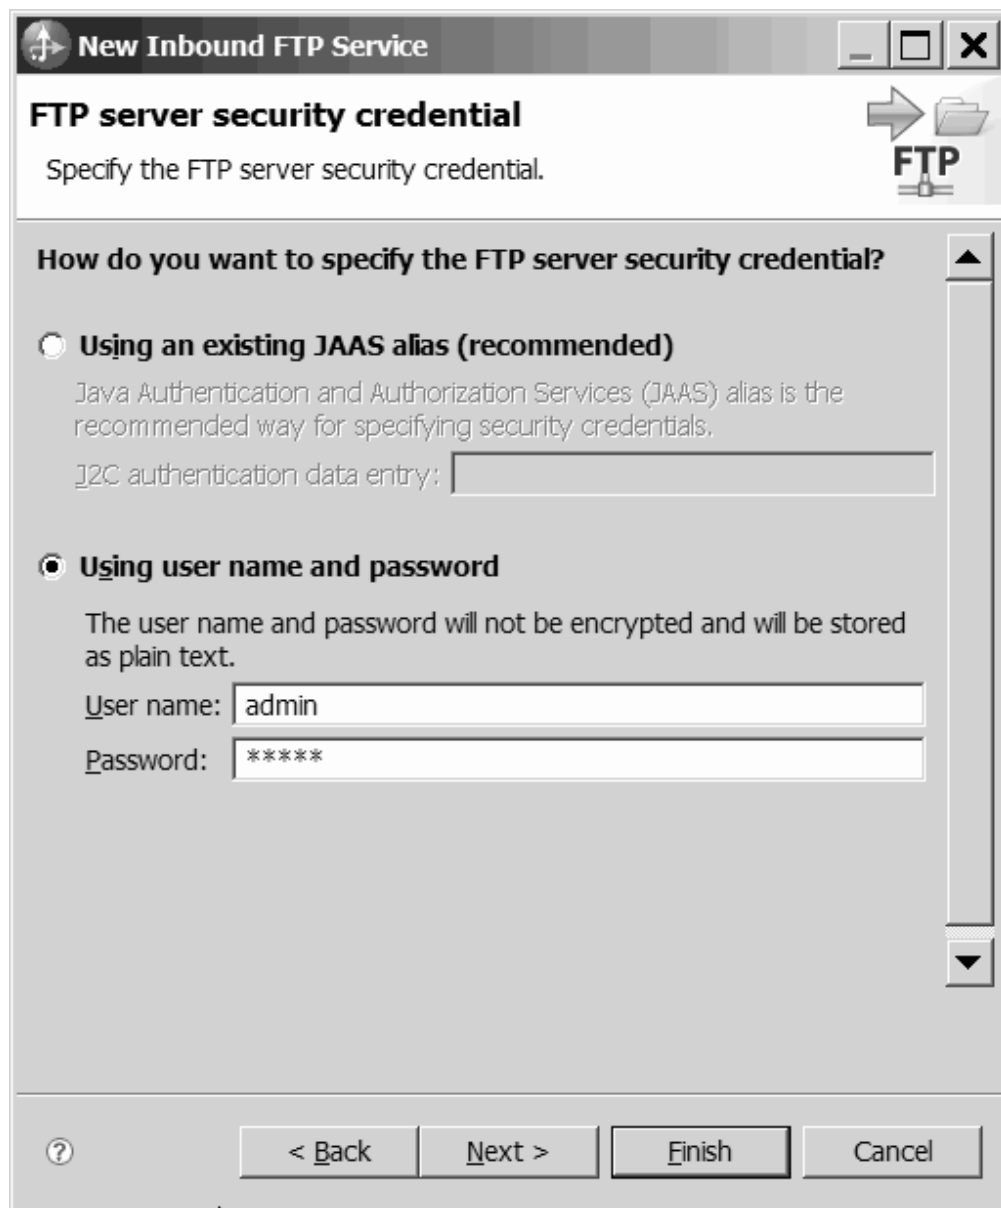 New Inbound FTP Service
FTP server security credential
Specify the FTP server security credential.
FTP
How do you want to specify the FTP server security credential?
Using an existing JAAS alias (recommended)
Java Authentication and Authorization Services (JAAS) alias is the
recommended way for specifying security credentials.
J2C authentication data entry:
Using user name and password
The user name and password will not be encrypted and will be stored
as plain text.
User name: admin
Password: *****
? < Back Next > Finish Cancel